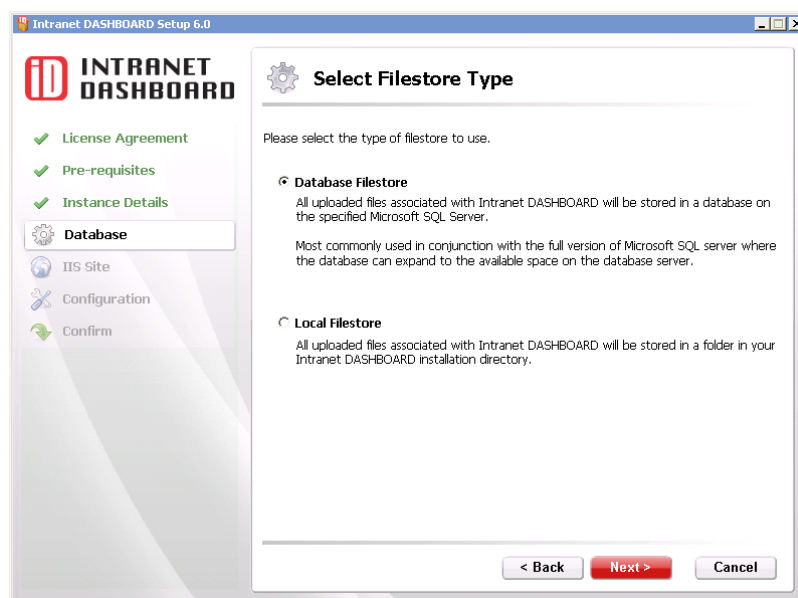 Intranet DASHBOARD Setup 6.0
INTRANET
DASHBOARD
License Agreement
Pre-requisites
Instance Details
Database
IIS Site
Configuration
Confirm
Select Filestore Type
Please select the type of filestore to use.
Database Filestore
All uploaded files associated with Intranet DASHBOARD will be stored in a database on
the specified Microsoft SQL Server.
Most commonly used in conjunction with the full version of Microsoft SQL server where
the database can expand to the available space on the database server.
Local Filestore
All uploaded files associated with Intranet DASHBOARD will be stored in a folder in your
Intranet DASHBOARD installation directory.
< Back Next > Cancel